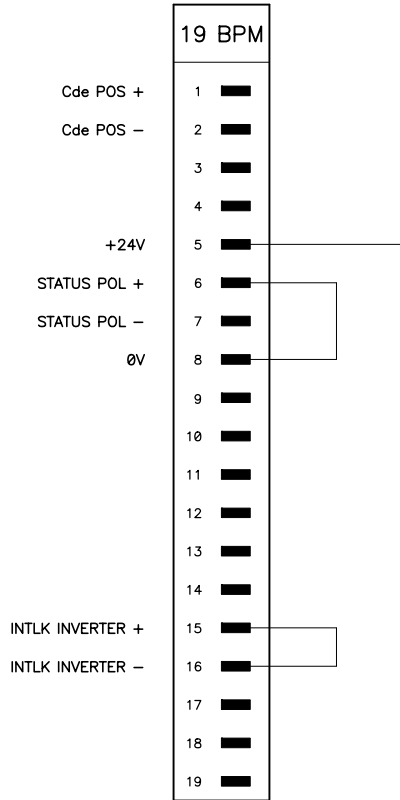 19 BPM
Cde POS + 1
Cde POS − 2
3
4
+24V 5
STATUS POL + 6
STATUS POL − 7
0V 8
9
10
11
12
13
14
INTLK INVERTER + 15
INTLK INVERTER − 16
17
18
19